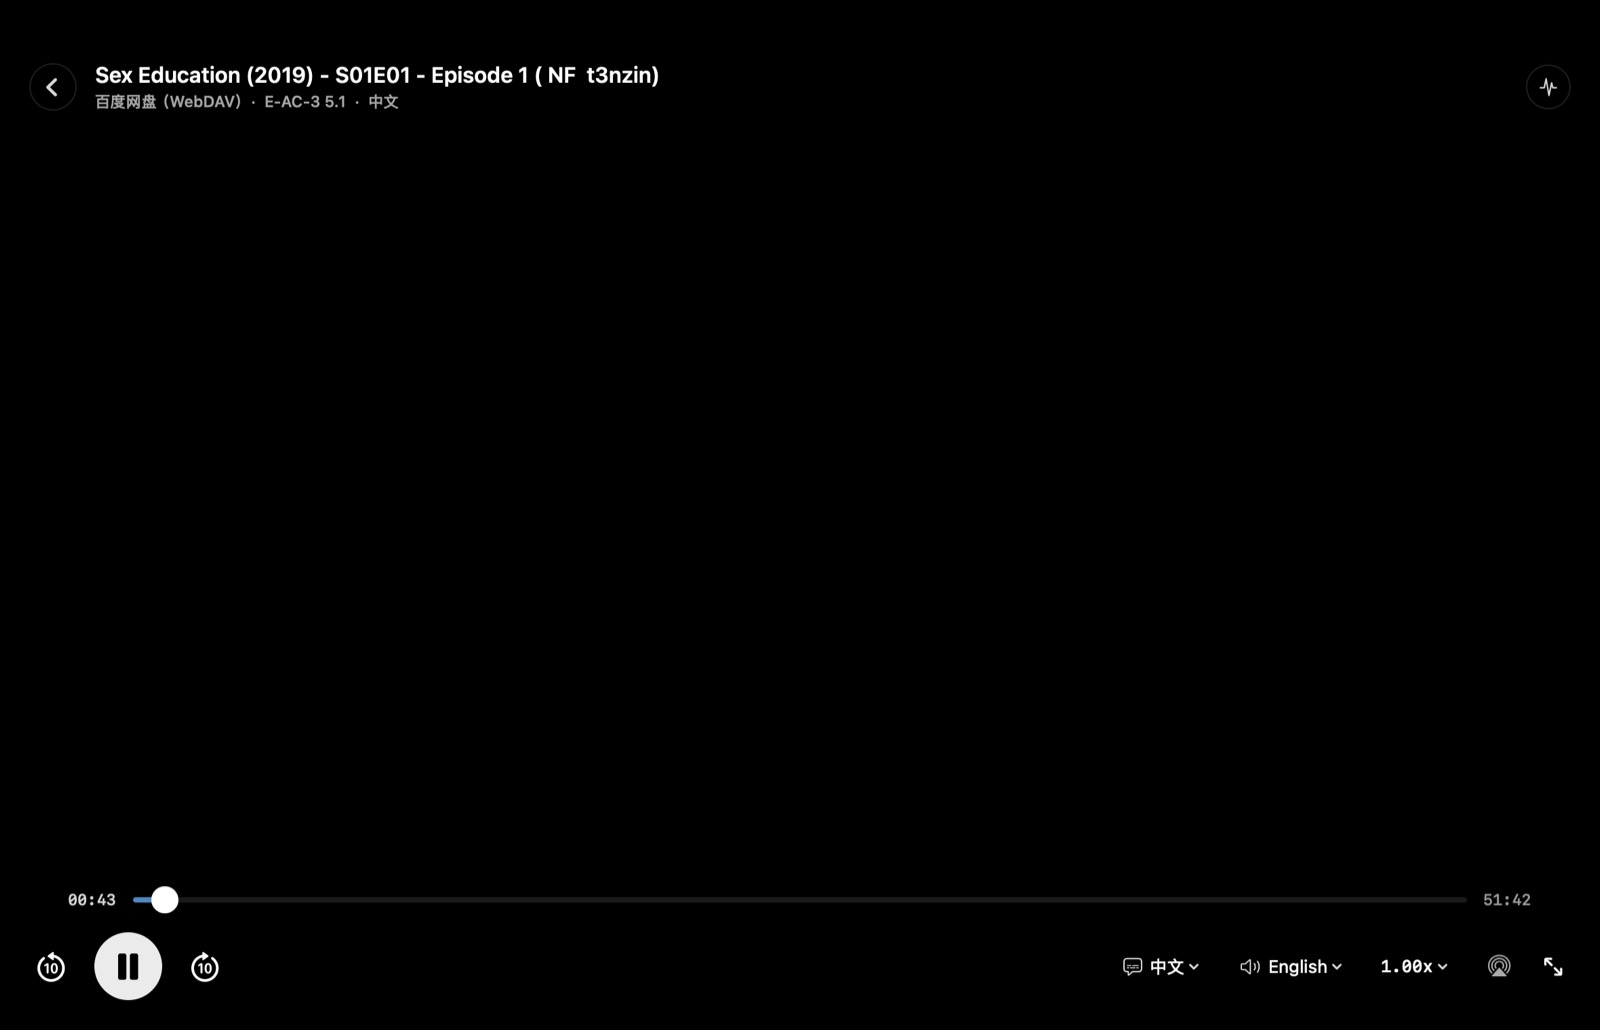 Sex Education (2019) - S01E01 - Episode 1 ( NF  t3nzin)
百度网盘（WebDAV） · E-AC-3 5.1 · 中文
00:43
51:42
10
10
中文
English
1.00x